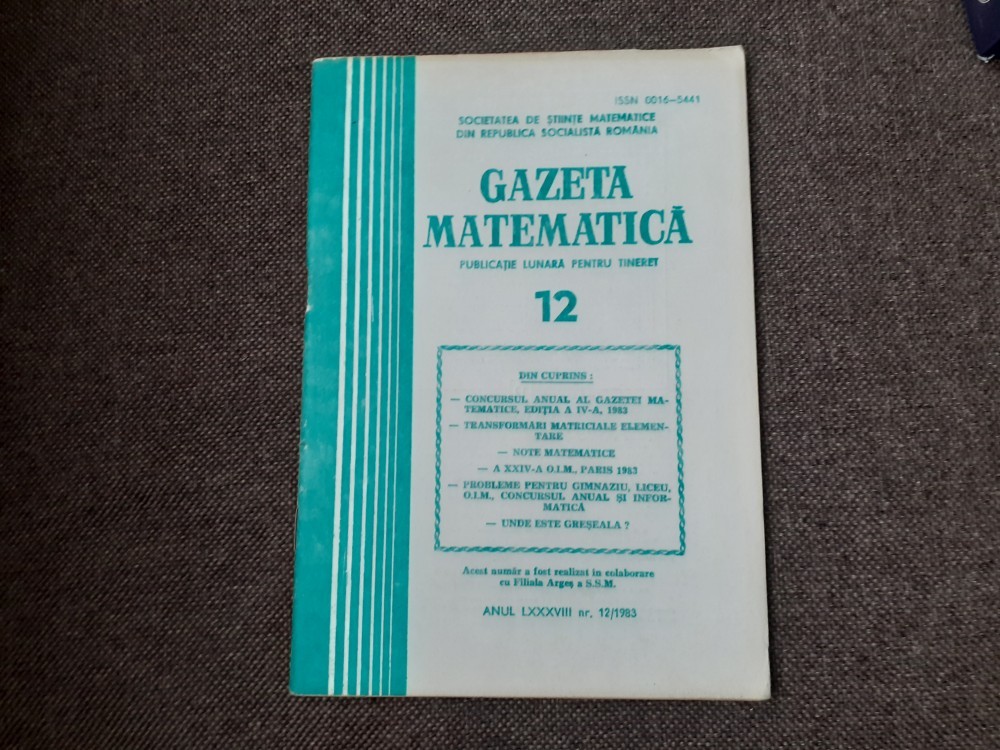 ISSN 0016-5441
SOCIETATEA DE ȘTIINȚE MATEMATICE
DIN REPUBLICA SOCIALISTĂ ROMÂNIA
GAZETA
MATEMATICĂ
PUBLICAȚIE LUNARĂ PENTRU TINERET
12
DIN CUPRINS :
— CONCURSUL ANUAL AL GAZETEI MA-
TEMATICE, EDIȚIA A IV-A, 1983
— TRANSFORMĂRI MATRICIALE ELEMEN-
TARE
— NOTE MATEMATICE
— A XXIV-A O.I.M., PARIS 1983
— PROBLEME PENTRU GIMNAZIU, LICEU,
O.I.M., CONCURSUL ANUAL ȘI INFOR-
MATICĂ
— UNDE ESTE GREȘEALA ?
Acest număr a fost realizat în colaborare
cu Filiala Argeș a S.S.M.
ANUL LXXXVIII nr. 12/1983